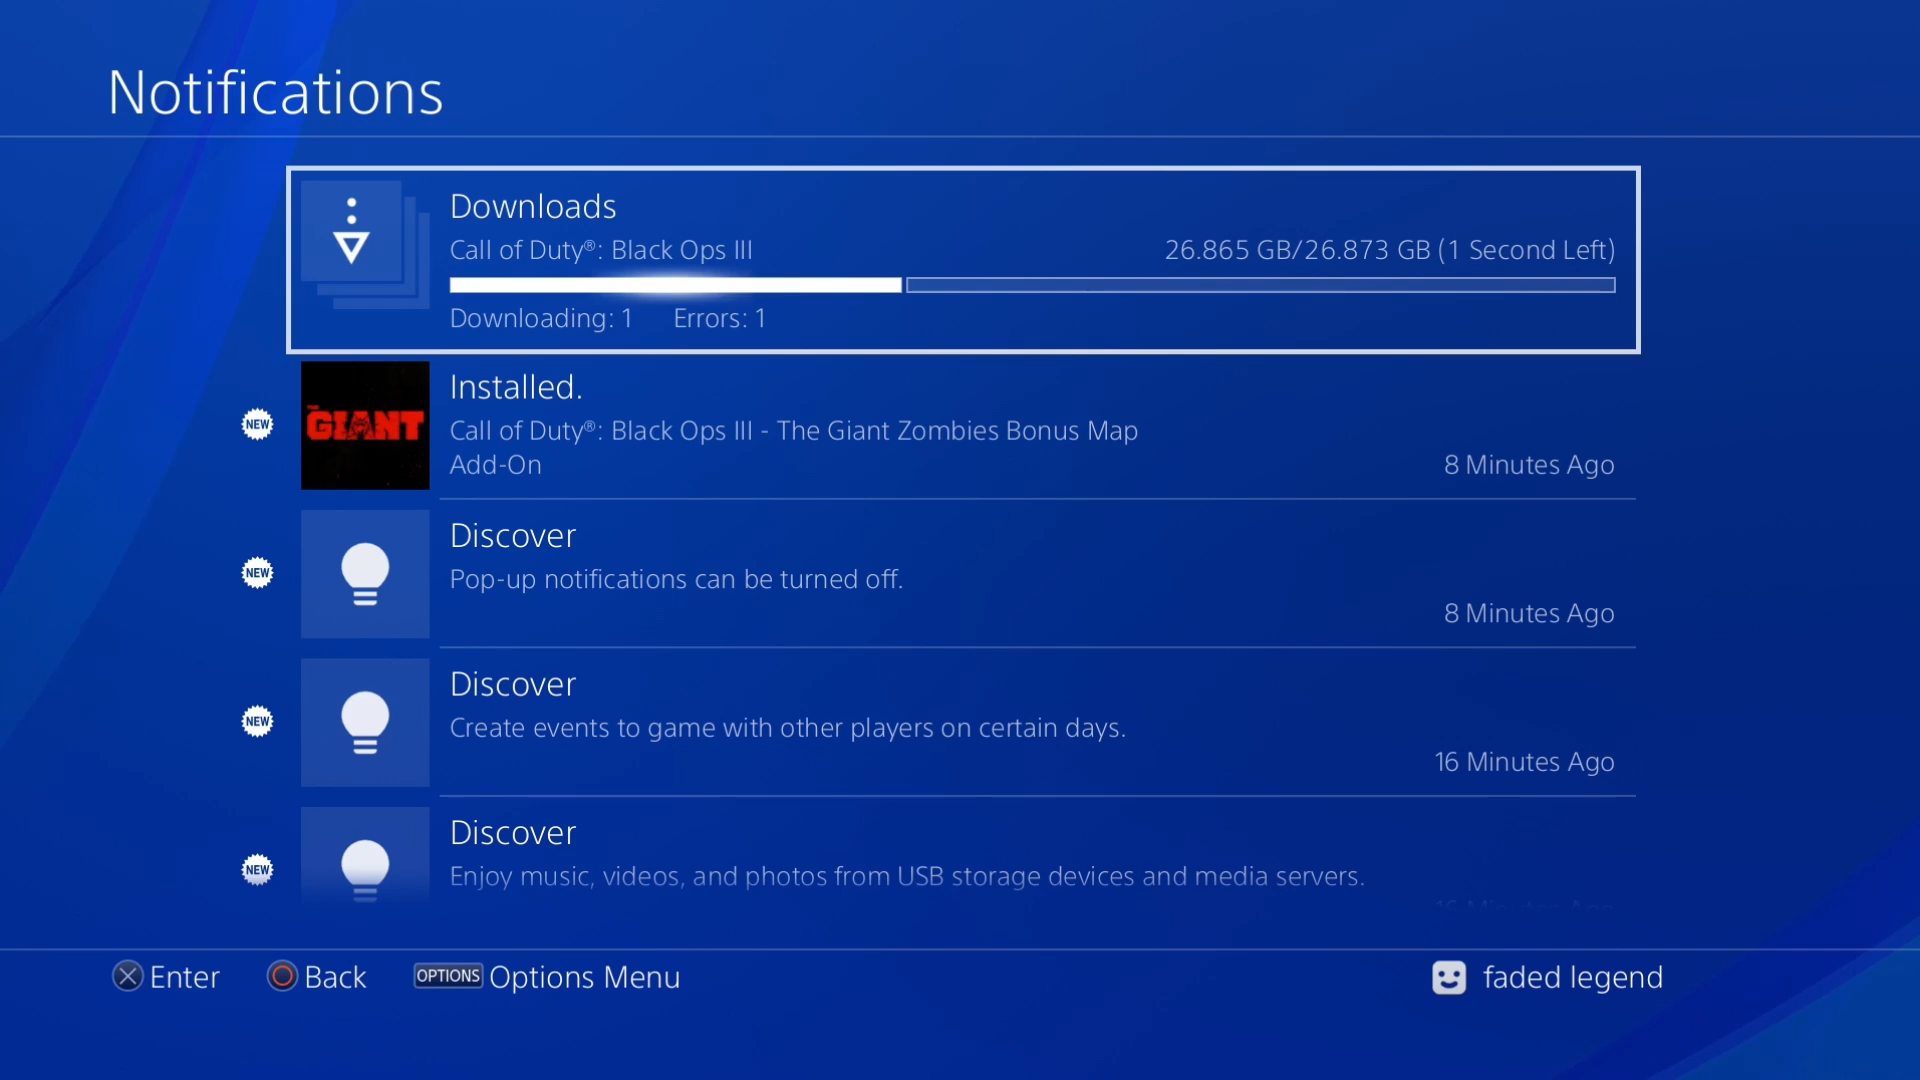 Notifications
Downloads
Call of Duty®: Black Ops III 26.865 GB/26.873 GB (1 Second Left)
Downloading: 1 Errors: 1
NEW
THE GIANT
Installed.
Call of Duty®: Black Ops III - The Giant Zombies Bonus Map
Add-On 8 Minutes Ago
NEW
Discover
Pop-up notifications can be turned off.
8 Minutes Ago
NEW
Discover
Create events to game with other players on certain days.
16 Minutes Ago
NEW
Discover
Enjoy music, videos, and photos from USB storage devices and media servers.
16 Minutes Ago
Enter Back OPTIONS Options Menu faded legend